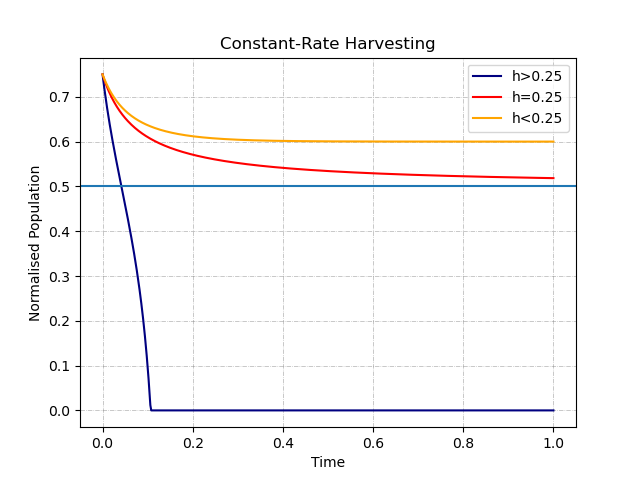 Constant-Rate Harvesting
h>0.25
h=0.25
h<0.25
Normalised Population
0.7
0.6
0.5
0.4
0.3
0.2
0.1
0.0
0.0 0.2 0.4 0.6 0.8 1.0
Time